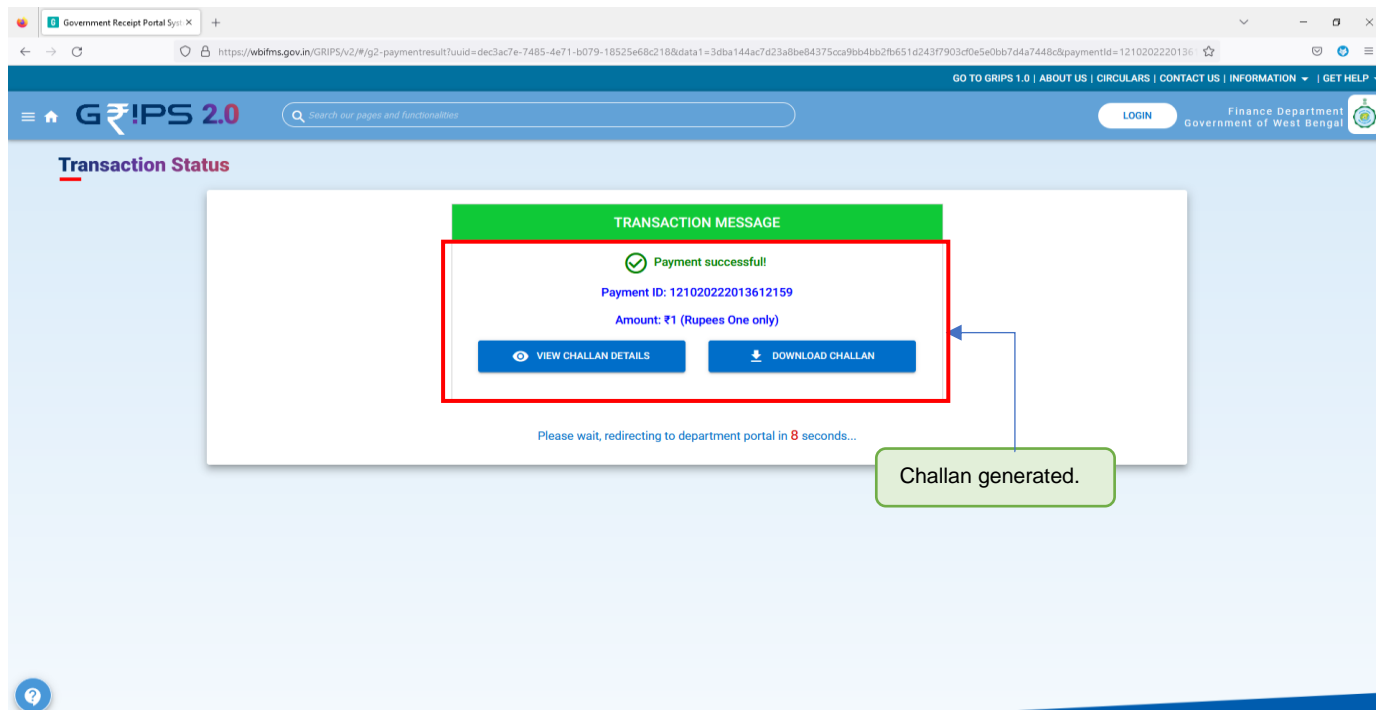 Government Receipt Portal Syst
https://wbifms.gov.in/GRIPS/v2/#/g2-paymentresult?uuid=dec3ac7e-7485-4e71-b079-18525e68c218&data1=3dba144ac7d23a8be84375cca9bb4bb2fb651d243f7903cf0e5e0bb7d4a7448c&paymentId=1210202220136
GO TO GRIPS 1.0 | ABOUT US | CIRCULARS | CONTACT US | INFORMATION | GET HELP
G₹!PS 2.0
Search our pages and functionalities
LOGIN
Finance Department
Government of West Bengal
Transaction Status
TRANSACTION MESSAGE
Payment successful!
Payment ID: 121020222013612159
Amount: ₹1 (Rupees One only)
VIEW CHALLAN DETAILS
DOWNLOAD CHALLAN
Please wait, redirecting to department portal in 8 seconds...
Challan generated.